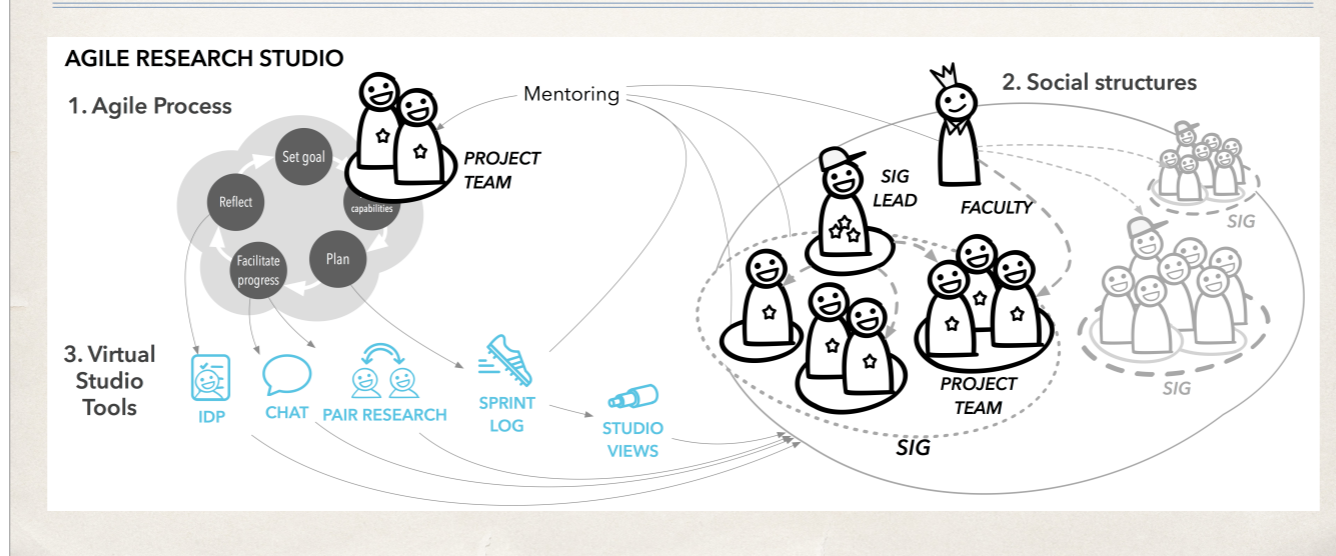 AGILE RESEARCH STUDIO
1. Agile Process
Mentoring
2. Social structures
PROJECT
TEAM
Set goal
capabilities
Plan
Facilitate
progress
Reflect
SIG
LEAD
FACULTY
SIG
SIG
PROJECT
TEAM
SIG
3. Virtual
Studio
Tools
IDP
CHAT
PAIR RESEARCH
SPRINT
LOG
STUDIO
VIEWS